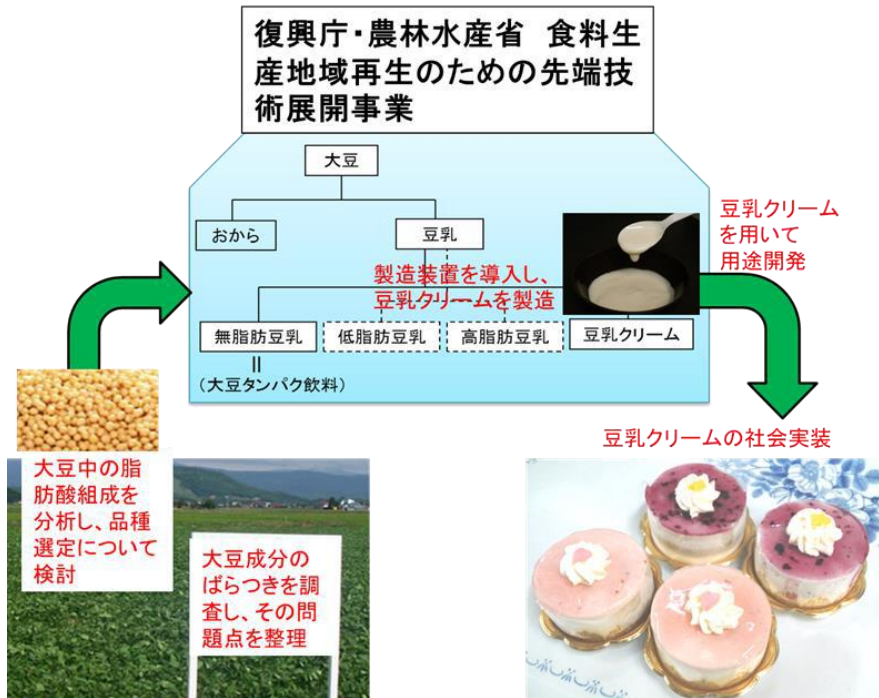 復興庁・農林水産省 食料生
産地域再生のための先端技
術展開事業
大豆
おから
豆乳
製造装置を導入し、
豆乳クリームを製造
無脂肪豆乳
低脂肪豆乳
高脂肪豆乳
豆乳クリーム
||
(大豆タンパク飲料)
豆乳クリーム
を用いて
用途開発
豆乳クリームの社会実装
大豆中の脂
肪酸組成を
分析し、品種
選定について
検討
大豆成分の
ばらつきを調
査し、その問
題点を整理